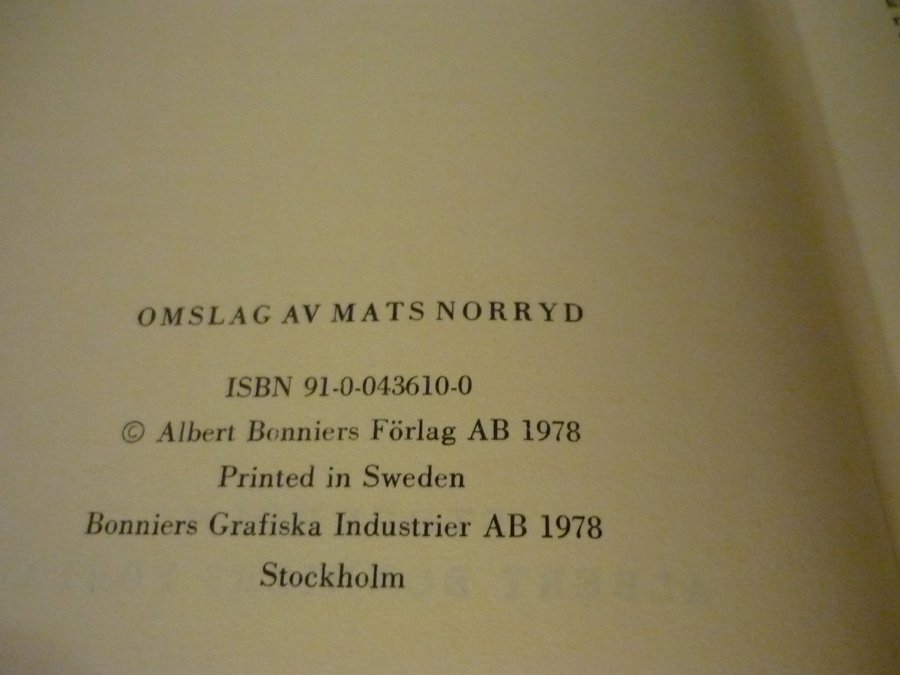 OMSLAG AV MATS NORRYD
ISBN 91-0-043610-0
© Albert Bonniers Förlag AB 1978
Printed in Sweden
Bonniers Grafiska Industrier AB 1978
Stockholm